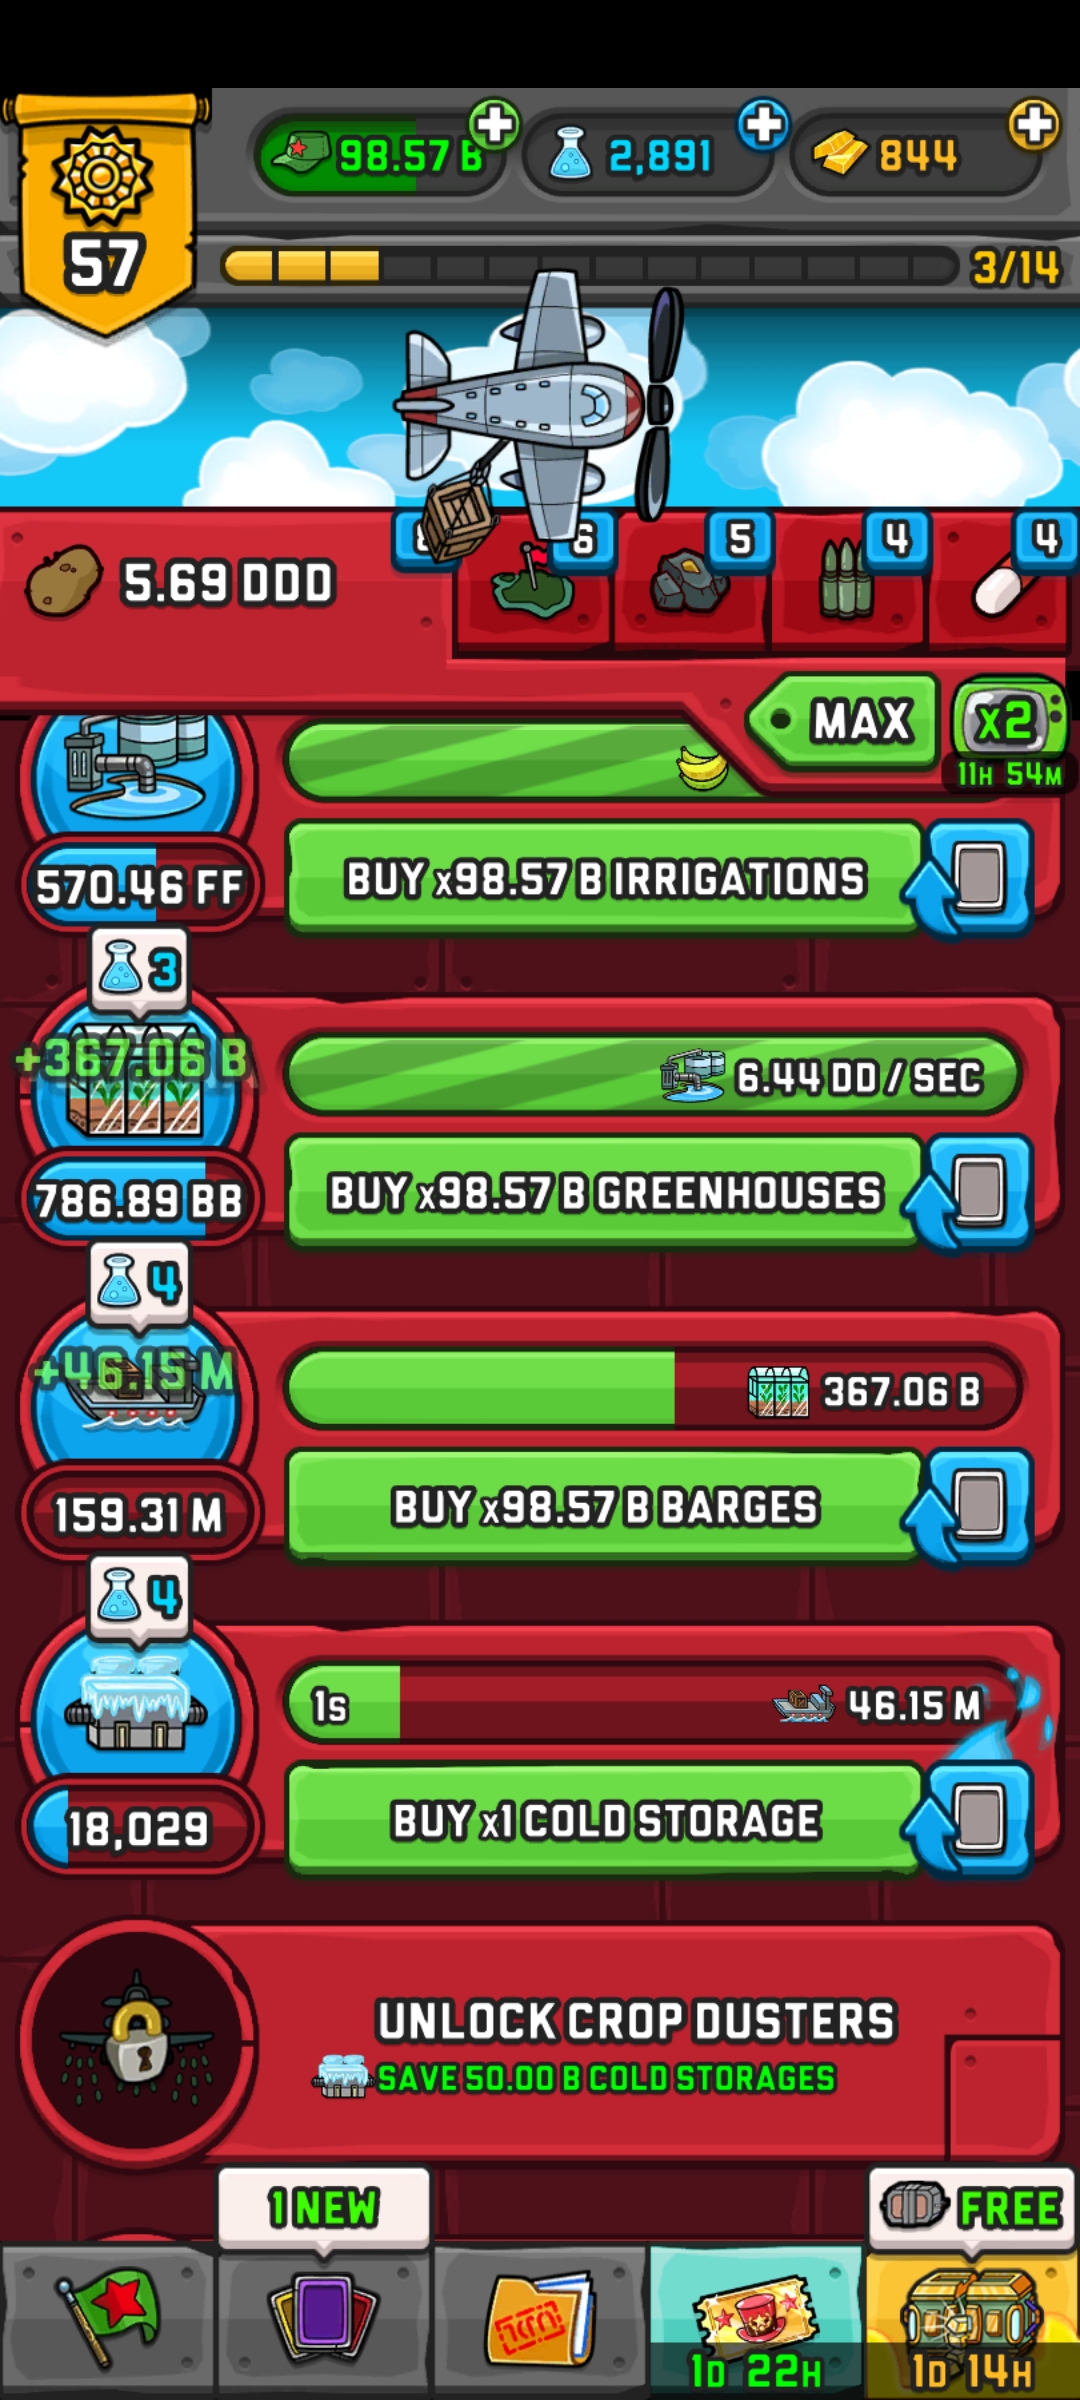 98.57 B
2,891
844
57
3/14
6
5
4
4
5.69 DDD
MAX
x2
11H 54M
570.46 FF
BUY x98.57 B IRRIGATIONS
3
+367.06 B
6.44 DD / SEC
786.89 BB
BUY x98.57 B GREENHOUSES
4
+46.15 M
367.06 B
159.31 M
BUY x98.57 B BARGES
4
1s
46.15 M
18,029
BUY x1 COLD STORAGE
UNLOCK CROP DUSTERS
SAVE 50.00 B COLD STORAGES
1 NEW
FREE
1D 22H
1D 14H